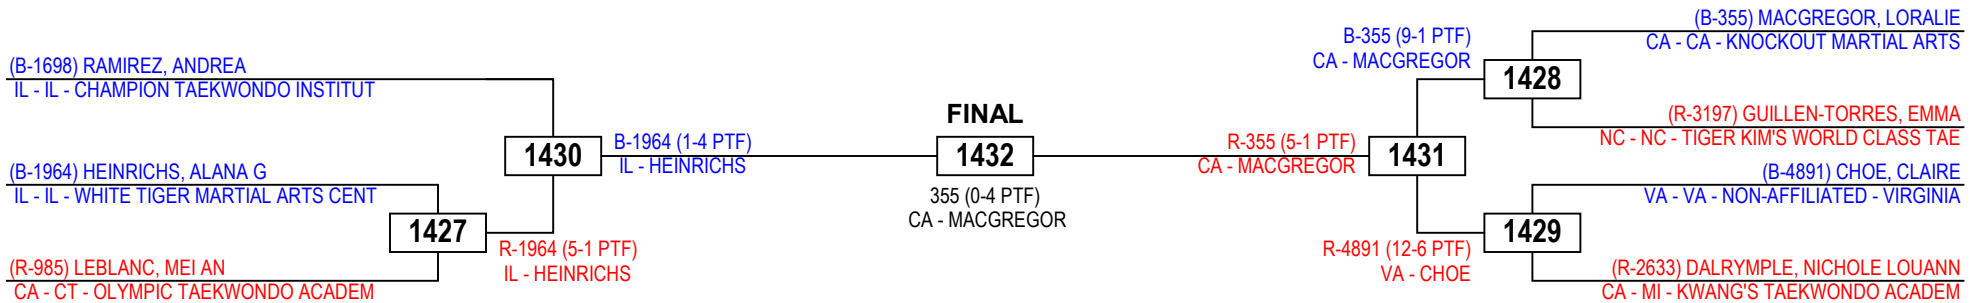 (B-1698) RAMIREZ, ANDREA
IL - IL - CHAMPION TAEKWONDO INSTITUT
(B-1964) HEINRICHS, ALANA G
IL - IL - WHITE TIGER MARTIAL ARTS CENT
1427
(R-985) LEBLANC, MEI AN
CA - CT - OLYMPIC TAEKWONDO ACADEM
1430
R-1964 (5-1 PTF)
IL - HEINRICHS
B-1964 (1-4 PTF)
IL - HEINRICHS
FINAL
1432
355 (0-4 PTF)
CA - MACGREGOR
R-355 (5-1 PTF)
CA - MACGREGOR
1431
B-355 (9-1 PTF)
CA - MACGREGOR
R-4891 (12-6 PTF)
VA - CHOE
(B-355) MACGREGOR, LORALIE
CA - CA - KNOCKOUT MARTIAL ARTS
1428
(R-3197) GUILLEN-TORRES, EMMA
NC - NC - TIGER KIM'S WORLD CLASS TAE
(B-4891) CHOE, CLAIRE
VA - VA - NON-AFFILIATED - VIRGINIA
1429
(R-2633) DALRYMPLE, NICHOLE LOUANN
CA - MI - KWANG'S TAEKWONDO ACADEM